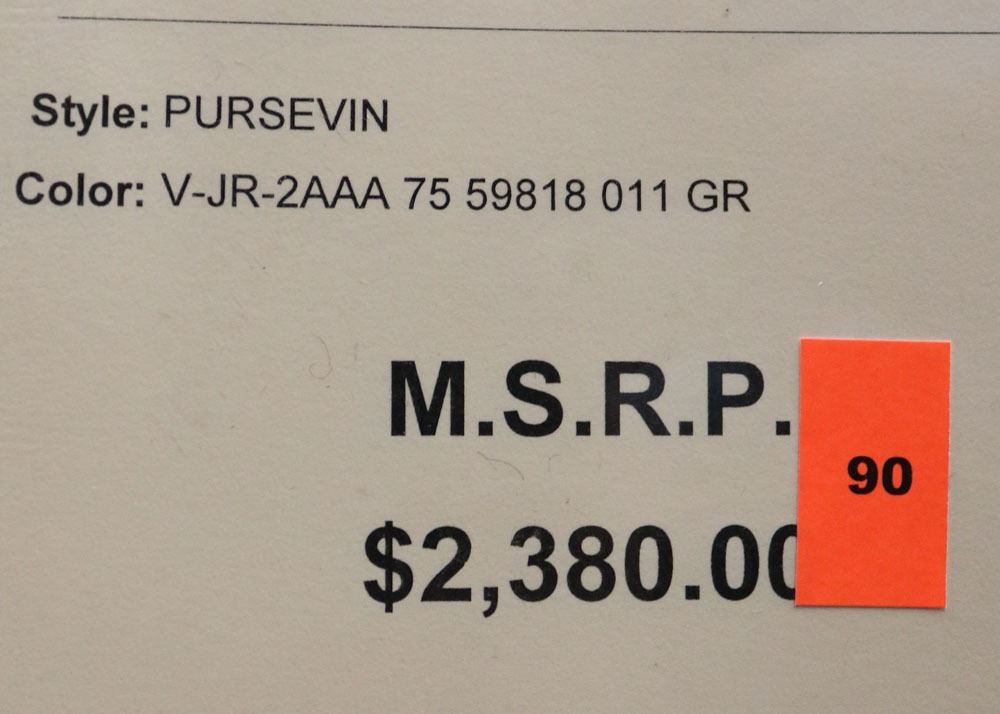 Style: PURSEVIN
Color: V-JR-2AAA 75 59818 011 GR
M.S.R.P.
90
$2,380.00